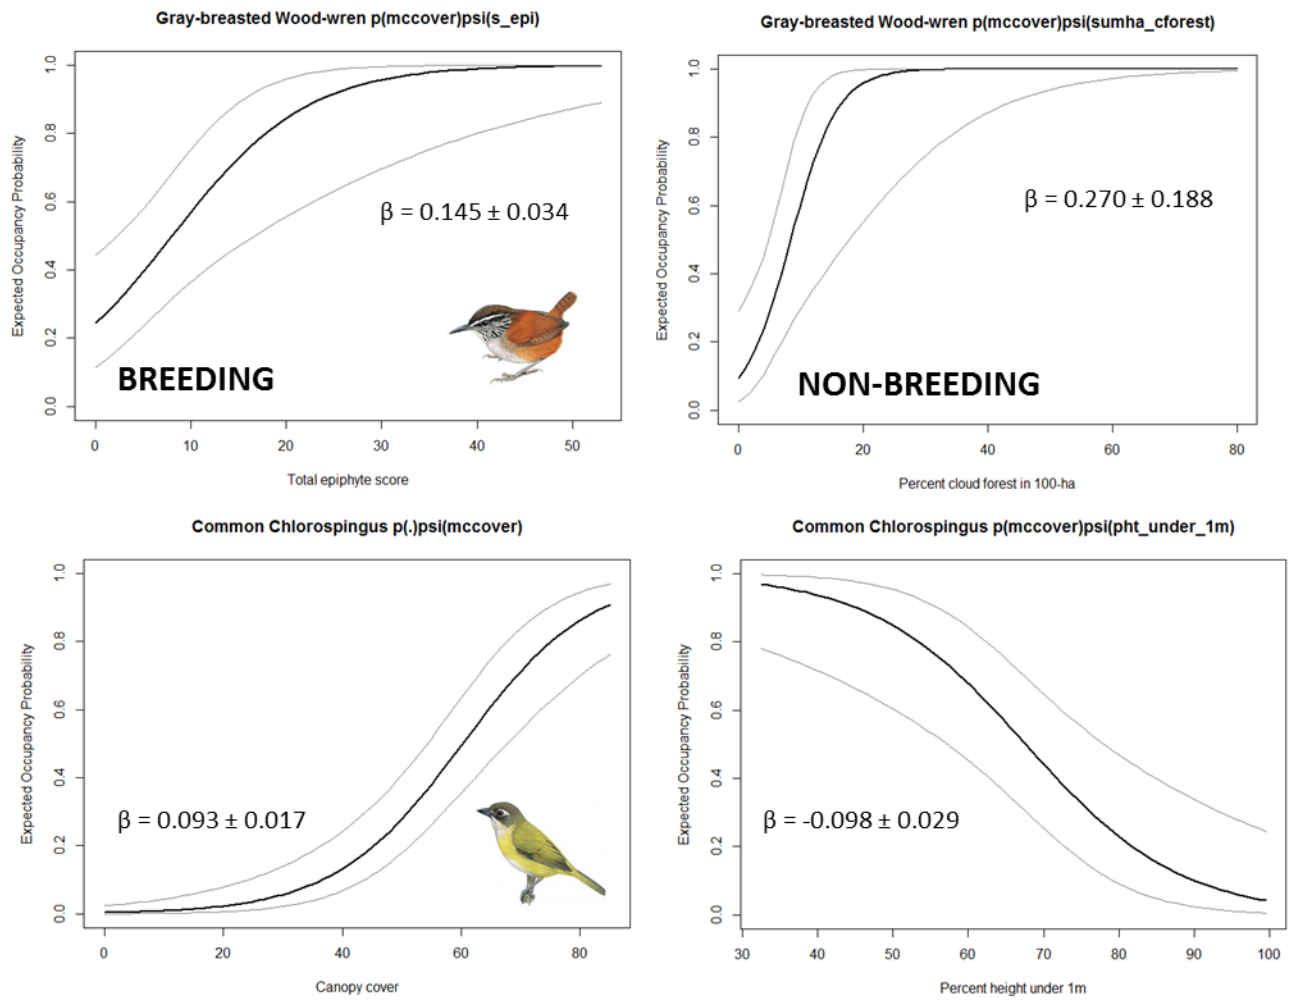 Gray-breasted Wood-wren p(mccover)psi(s_epi)
Expected Occupancy Probability
1.0
0.8
0.6
0.4
0.2
0.0
β = 0.145 ± 0.034
BREEDING
0 10 20 30 40 50
Total epiphyte score
Gray-breasted Wood-wren p(mccover)psi(sumha_cforest)
Expected Occupancy Probability
1.0
0.8
0.6
0.4
0.2
0.0
β = 0.270 ± 0.188
NON-BREEDING
0 20 40 60 80
Percent cloud forest in 100-ha
Common Chlorospingus p(.)psi(mccover)
Expected Occupancy Probability
1.0
0.8
0.6
0.4
0.2
0.0
β = 0.093 ± 0.017
0 20 40 60 80
Canopy cover
Common Chlorospingus p(mccover)psi(pht_under_1m)
Expected Occupancy Probability
1.0
0.8
0.6
0.4
0.2
0.0
β = -0.098 ± 0.029
30 40 50 60 70 80 90 100
Percent height under 1m